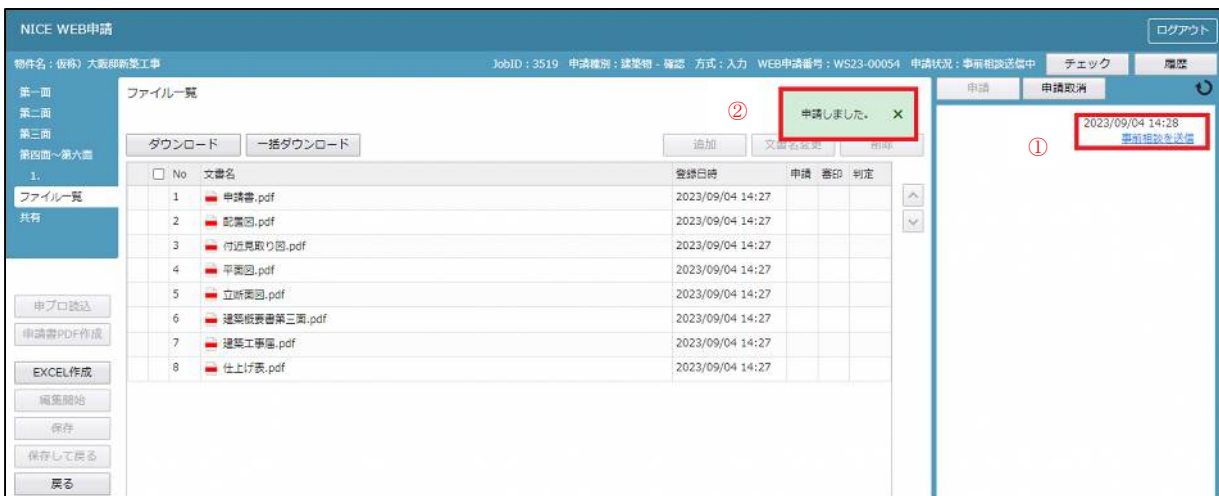 NICE WEB申請
ログアウト
物件名：仮称）大阪邸新築工事
JobID：3519 申請種別：建築物 - 確認 方式：入力 WEB申請番号：WS23-00054 申請状況：事前相談送信中
チェック
履歴
第一面
第二面
第三面
第四面～第六面
1.
ファイル一覧
共有
ファイル一覧
②
申請しました。 ×
申請
申請取消
2023/09/04 14:28
事前相談を送信
①
ダウンロード
一括ダウンロード
追加
文書名変更
削除
No 文書名 登録日時 申請 審印 判定
1 申請書.pdf 2023/09/04 14:27
2 配置図.pdf 2023/09/04 14:27
3 付近見取り図.pdf 2023/09/04 14:27
4 平面図.pdf 2023/09/04 14:27
5 立断面図.pdf 2023/09/04 14:27
6 建築概要書第三面.pdf 2023/09/04 14:27
7 建築工事届.pdf 2023/09/04 14:27
8 仕上げ表.pdf 2023/09/04 14:27
申プロ読込
申請書PDF作成
EXCEL作成
編集開始
保存
保存して戻る
戻る